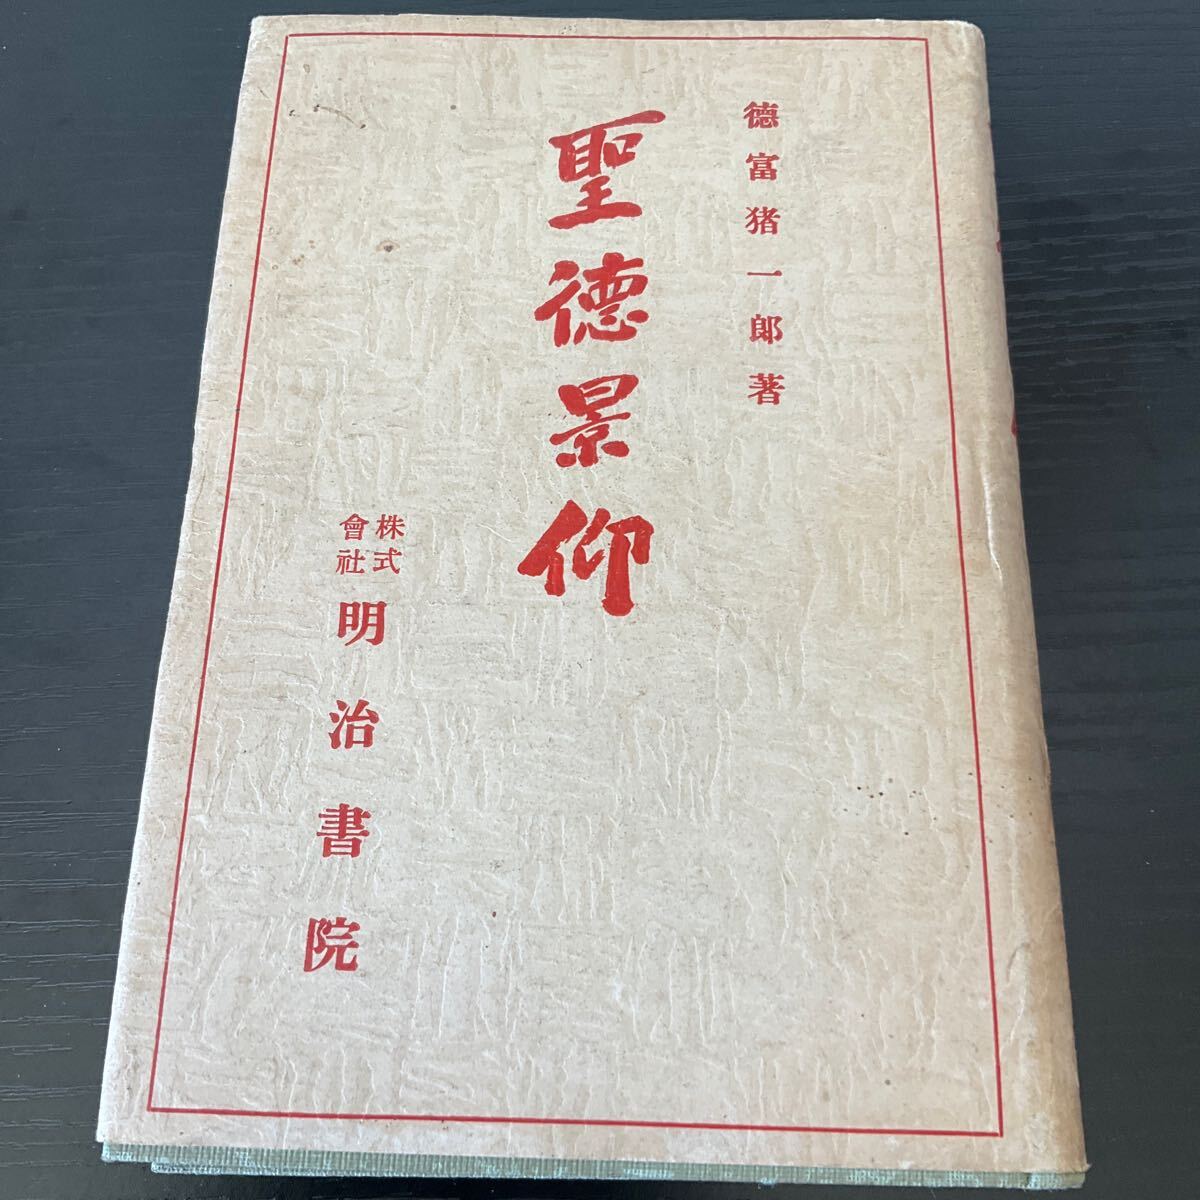 德富猪一郎著
聖德景仰
株式會社 明治書院